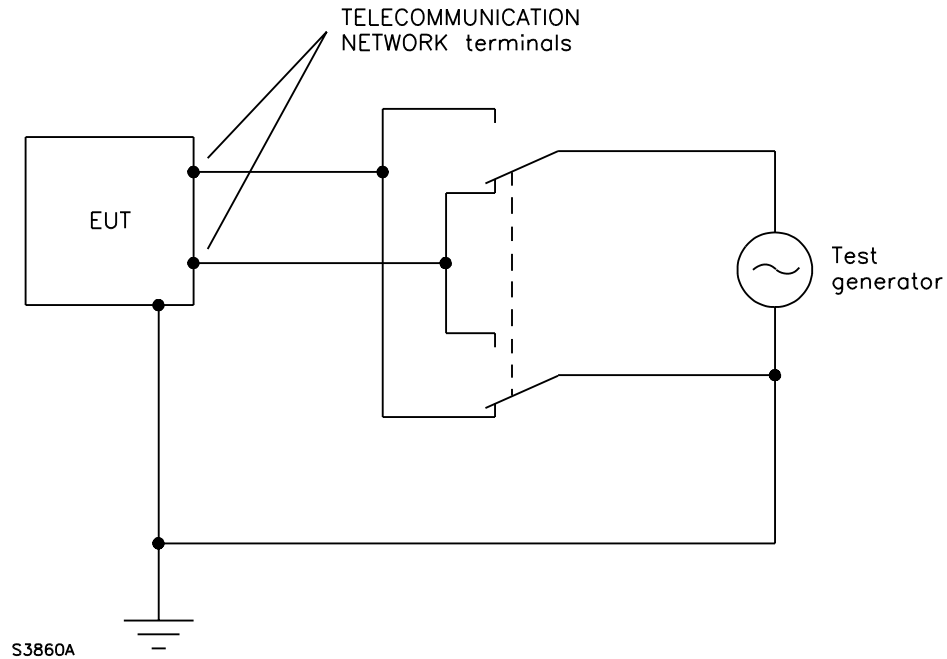 TELECOMMUNICATION
NETWORK terminals
EUT
Test
generator
S3860A